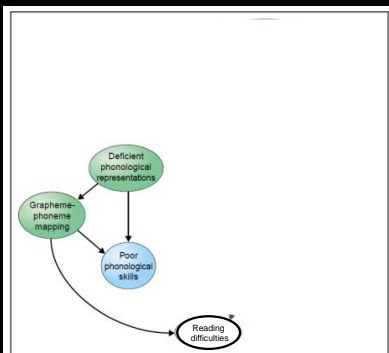 Deficient
phonological
representations
Grapheme-
phoneme
mapping
Poor
phonological
skills
Reading
difficulties